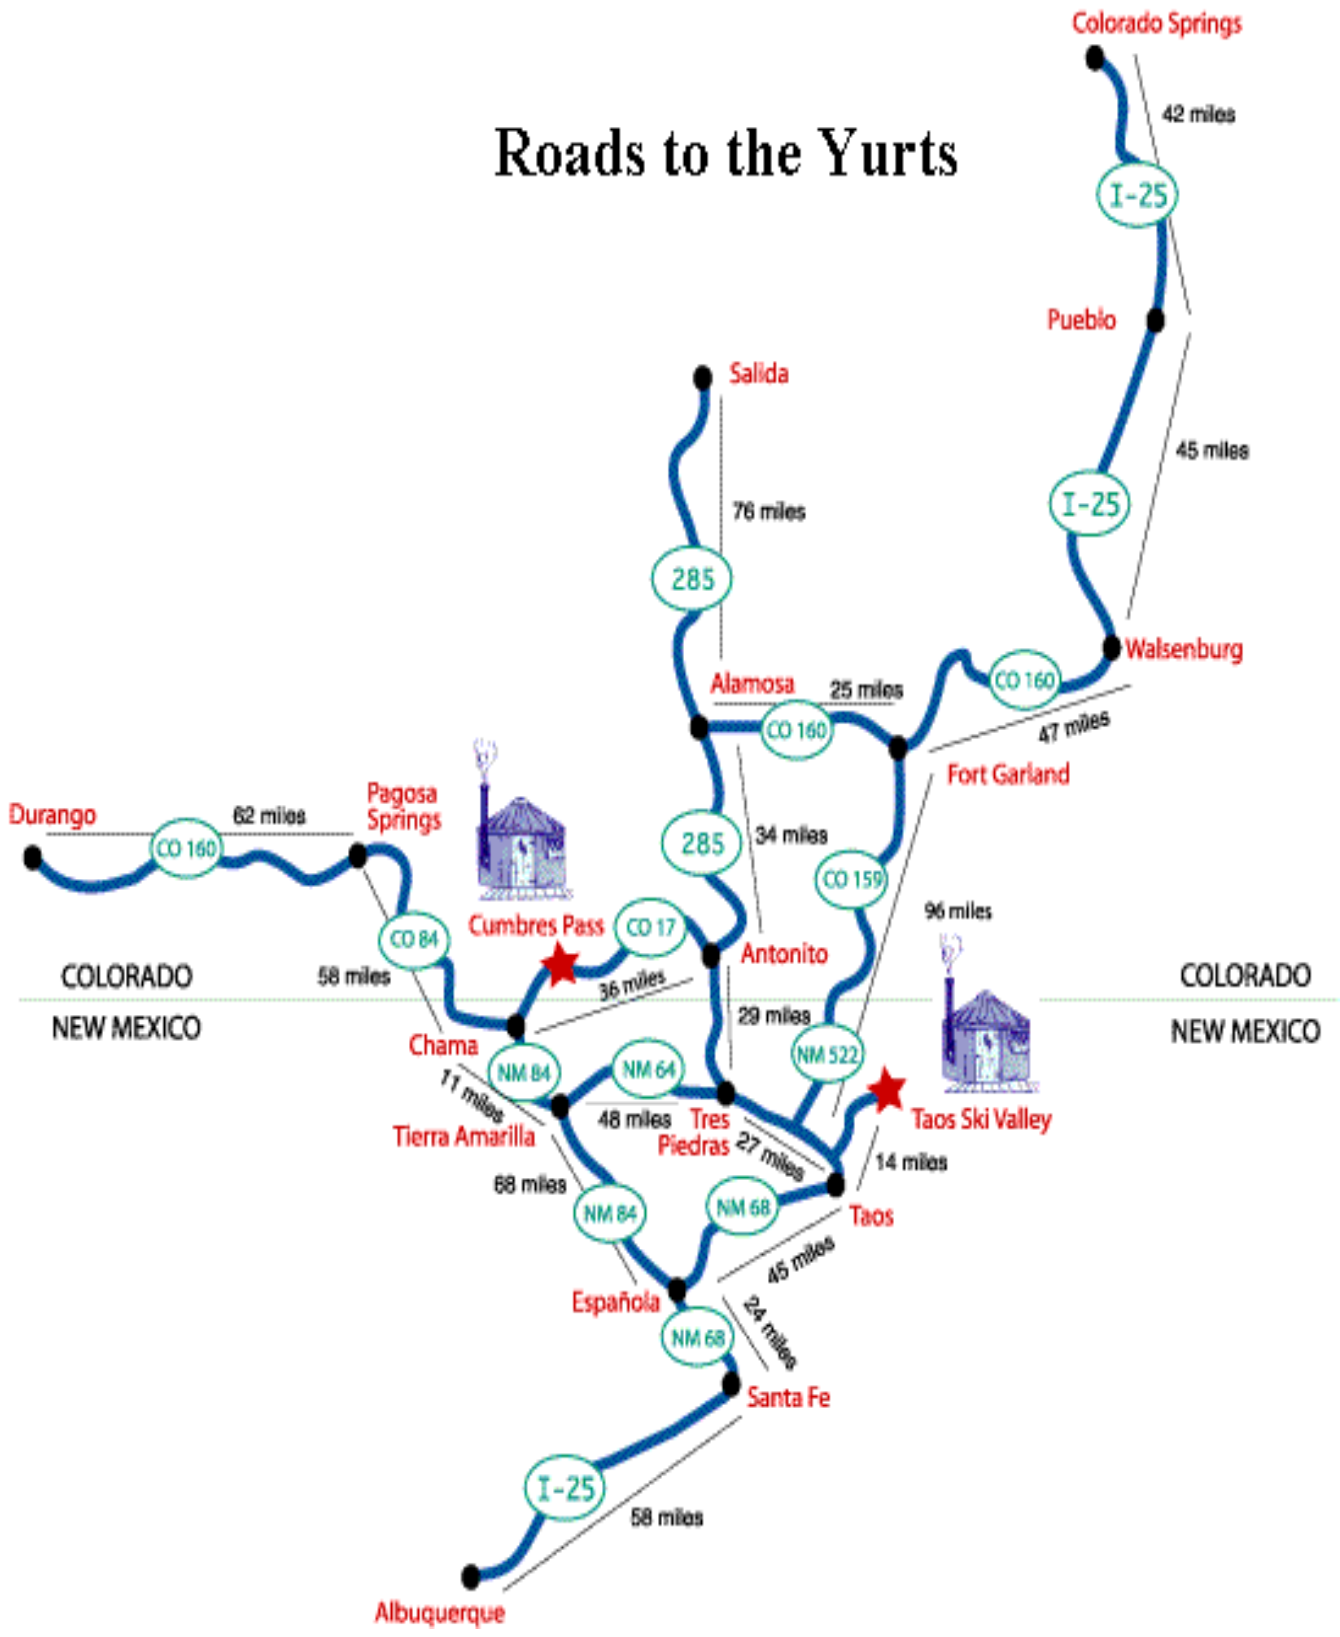 Colorado Springs
42 miles
Roads to the Yurts
I-25
Pueblo
Salida
45 miles
I-25
76 miles
285
Walsenburg
Alamosa
25 miles
CO 160
CO 160
47 miles
Fort Garland
Durango
62 miles
Pagosa
Springs
CO 160
285
34 miles
CO 159
96 miles
Cumbres Pass
CO 17
CO 84
Antonito
58 miles
36 miles
COLORADO
COLORADO
NEW MEXICO
NEW MEXICO
29 miles
Chama
NM 84
NM 64
NM 522
11 miles
48 miles
Tres
Piedras
Taos Ski Valley
Tierra Amarilla
27 miles
14 miles
68 miles
NM 84
NM 68
Taos
45 miles
Española
24 miles
NM 68
Santa Fe
I-25
58 miles
Albuquerque